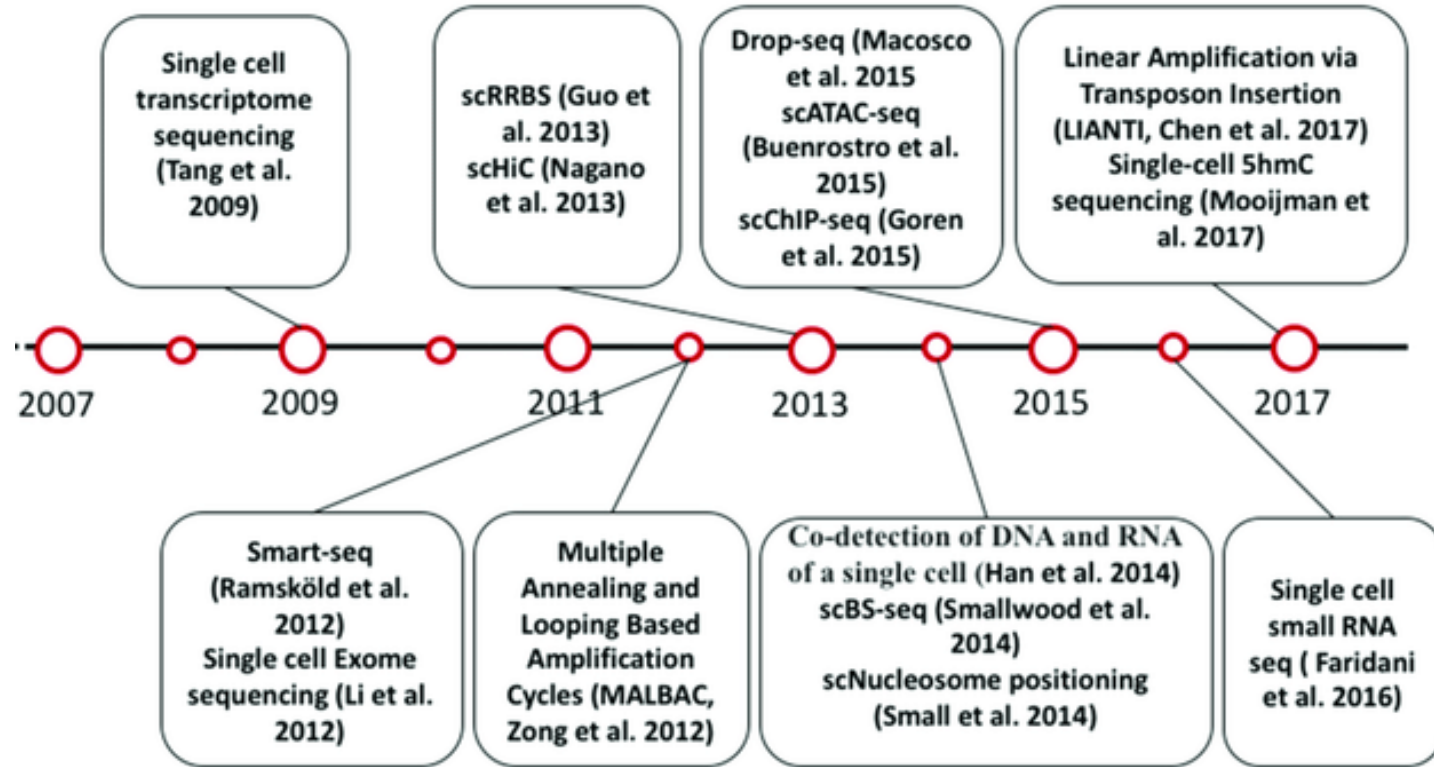 Single cell
transcriptome
sequencing
(Tang et al.
2009)
scRRBS (Guo et
al. 2013)
scHiC (Nagano
et al. 2013)
Drop-seq (Macosco
et al. 2015
scATAC-seq
(Buenrostro et al.
2015)
scChIP-seq (Goren
et al. 2015)
Linear Amplification via
Transposon Insertion
(LIANTI, Chen et al. 2017)
Single-cell 5hmC
sequencing (Mooijman et
al. 2017)
2007
2009
2011
2013
2015
2017
Smart-seq
(Ramsköld et al.
2012)
Single cell Exome
sequencing (Li et al.
2012)
Multiple
Annealing and
Looping Based
Amplification
Cycles (MALBAC,
Zong et al. 2012)
Co-detection of DNA and RNA
of a single cell (Han et al. 2014)
scBS-seq (Smallwood et al.
2014)
scNucleosome positioning
(Small et al. 2014)
Single cell
small RNA
seq ( Faridani
et al. 2016)